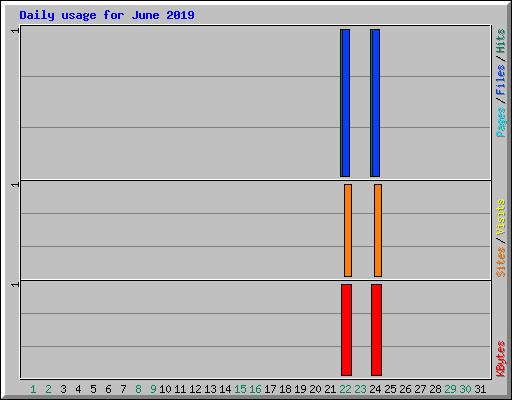 Daily usage for June 2019
1
1
1
Pages / Files / Hits
Sites / Visits
KBytes
1 2 3 4 5 6 7 8 9 10 11 12 13 14 15 16 17 18 19 20 21 22 23 24 25 26 27 28 29 30 31